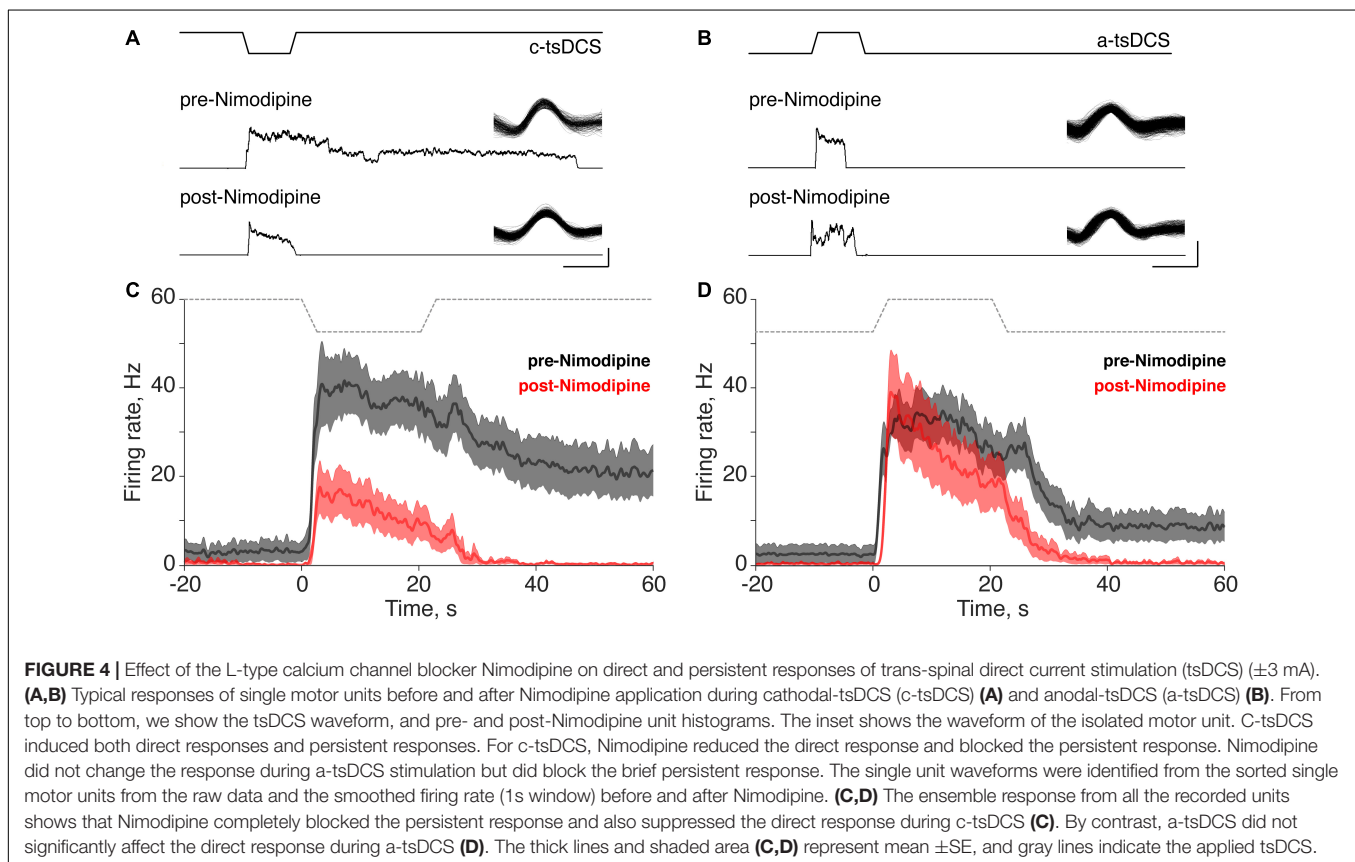 A
c-tsDCS
pre-Nimodipine
post-Nimodipine
B
a-tsDCS
pre-Nimodipine
post-Nimodipine
C
60
40
20
0
Firing rate, Hz
pre-Nimodipine
post-Nimodipine
-20 0 20 40 60
Time, s
D
60
40
20
0
Firing rate, Hz
pre-Nimodipine
post-Nimodipine
-20 0 20 40 60
Time, s
FIGURE 4 | Effect of the L-type calcium channel blocker Nimodipine on direct and persistent responses of trans-spinal direct current stimulation (tsDCS) (±3 mA).
(A,B) Typical responses of single motor units before and after Nimodipine application during cathodal-tsDCS (c-tsDCS) (A) and anodal-tsDCS (a-tsDCS) (B). From
top to bottom, we show the tsDCS waveform, and pre- and post-Nimodipine unit histograms. The inset shows the waveform of the isolated motor unit. C-tsDCS
induced both direct responses and persistent responses. For c-tsDCS, Nimodipine reduced the direct response and blocked the persistent response. Nimodipine
did not change the response during a-tsDCS stimulation but did block the brief persistent response. The single unit waveforms were identified from the sorted single
motor units from the raw data and the smoothed firing rate (1s window) before and after Nimodipine. (C,D) The ensemble response from all the recorded units
shows that Nimodipine completely blocked the persistent response and also suppressed the direct response during c-tsDCS (C). By contrast, a-tsDCS did not
significantly affect the direct response during a-tsDCS (D). The thick lines and shaded area (C,D) represent mean ±SE, and gray lines indicate the applied tsDCS.